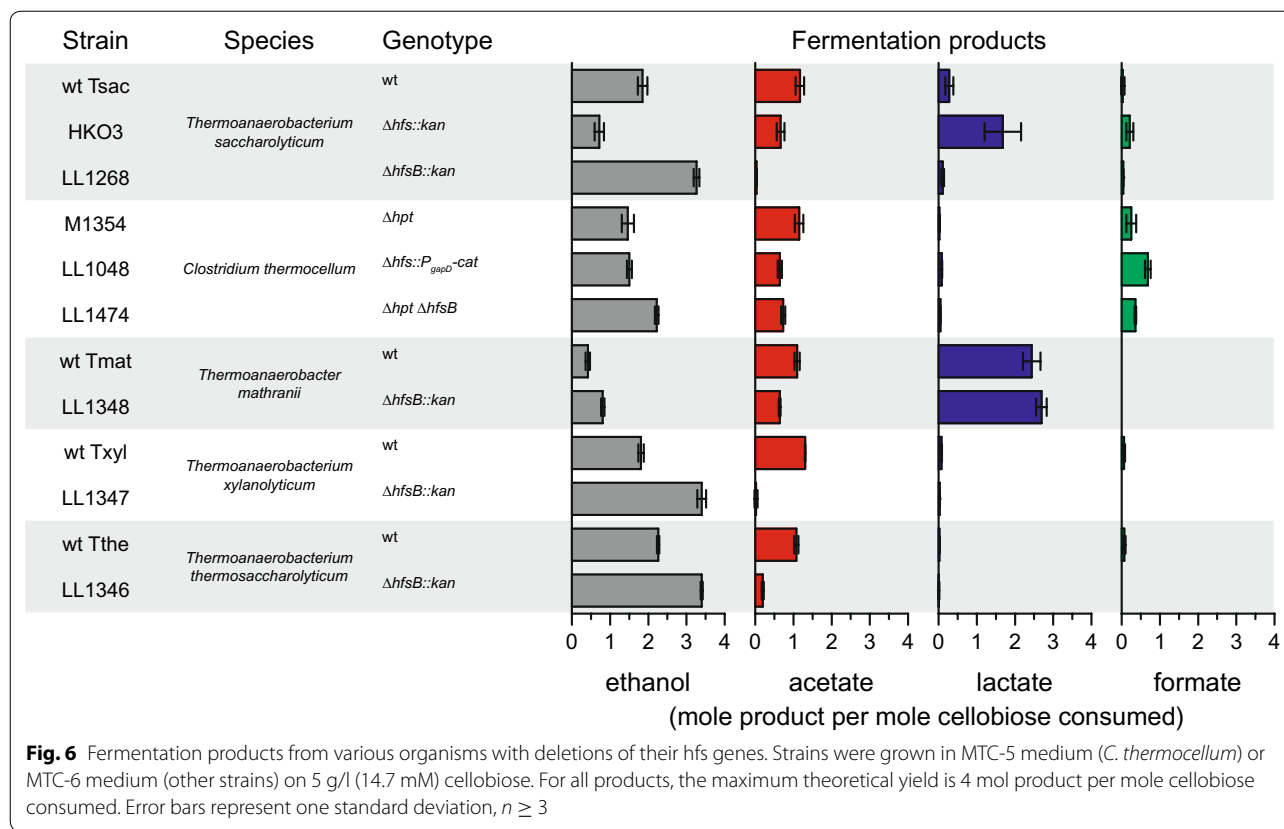 Strain Species Genotype Fermentation products
wt Tsac wt
HKO3 Δhfs::kan
Thermoanaerobacterium
saccharolyticum
LL1268 ΔhfsB::kan
M1354 Δhpt
LL1048 Clostridium thermocellum Δhfs::PgapD-cat
LL1474 Δhpt ΔhfsB
wt Tmat wt
Thermoanaerobacter
mathranii
LL1348 ΔhfsB::kan
wt Txyl wt
Thermoanaerobacterium
xylanolyticum
LL1347 ΔhfsB::kan
wt Tthe wt
Thermoanaerobacterium
thermosaccharolyticum
LL1346 ΔhfsB::kan
0 1 2 3 4 0 1 2 3 4 0 1 2 3 4 0 1 2 3 4
ethanol acetate lactate formate
(mole product per mole cellobiose consumed)
Fig. 6 Fermentation products from various organisms with deletions of their hfs genes. Strains were grown in MTC-5 medium (C. thermocellum) or
MTC-6 medium (other strains) on 5 g/l (14.7 mM) cellobiose. For all products, the maximum theoretical yield is 4 mol product per mole cellobiose
consumed. Error bars represent one standard deviation, n ≥ 3